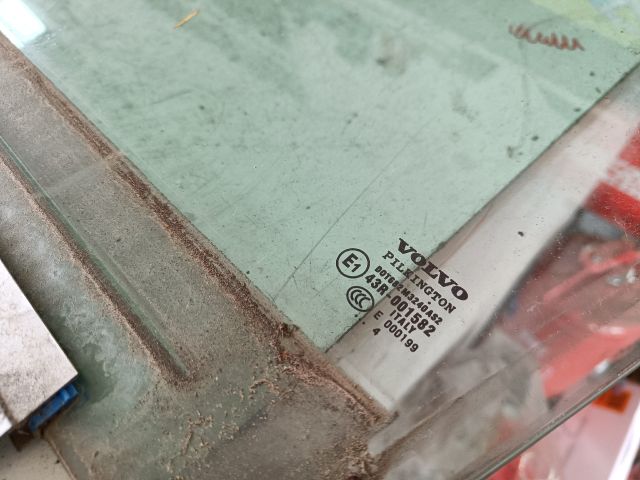 VOLVO
PILKINGTON
E1
43R 001582
ITALY
E 000199
. 4